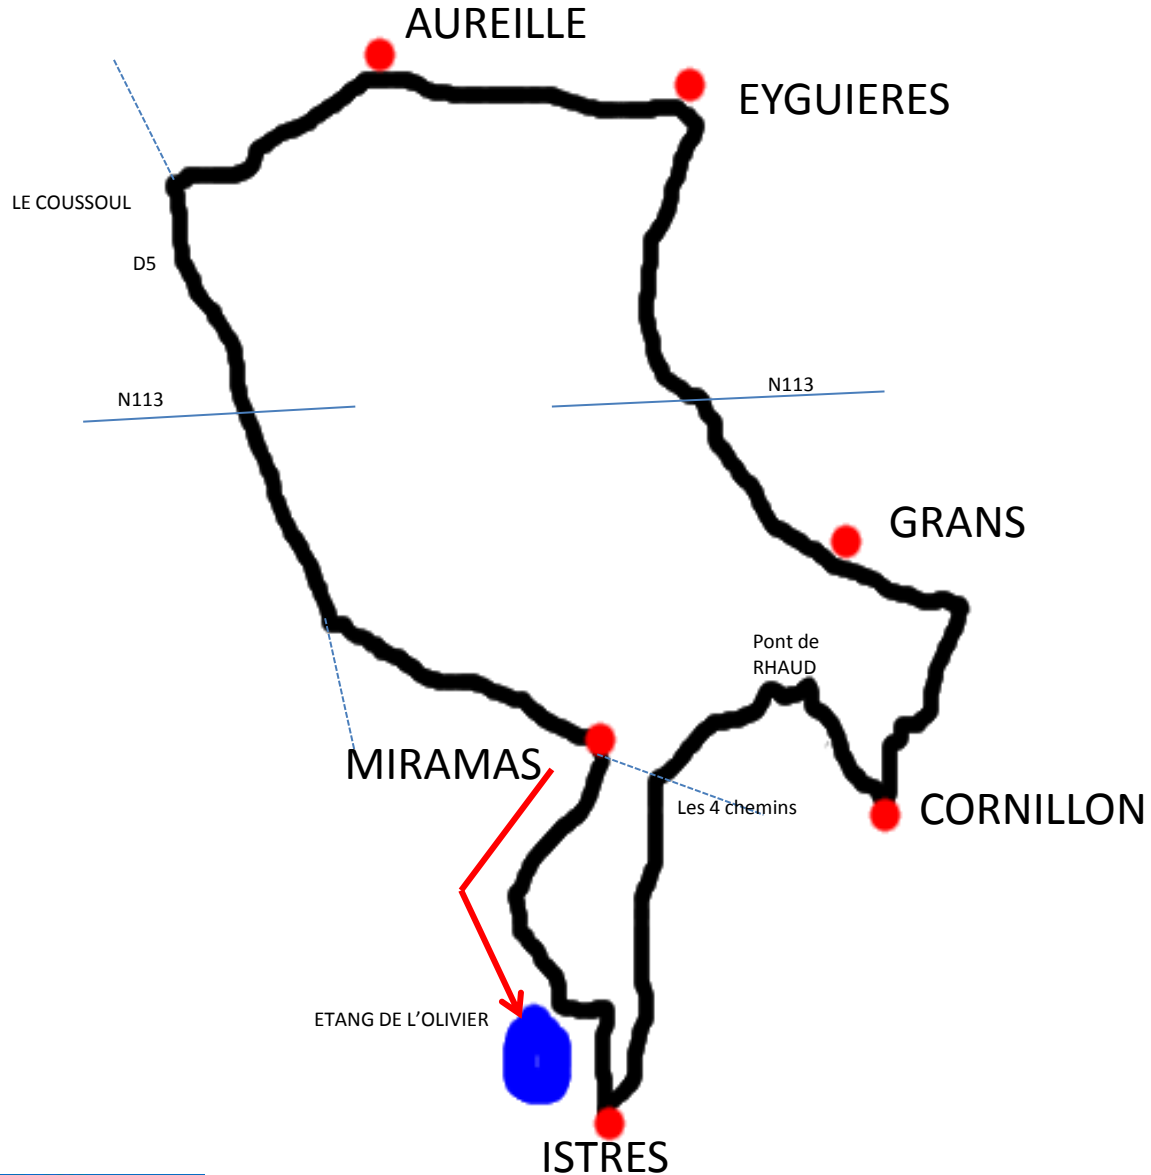 AUREILLE
EYGUIERES
LE COUSSOUL
D5
N113
N113
GRANS
Pont de
RHAUD
MIRAMAS
Les 4 chemins
CORNILLON
ETANG DE L’OLIVIER
ISTRES